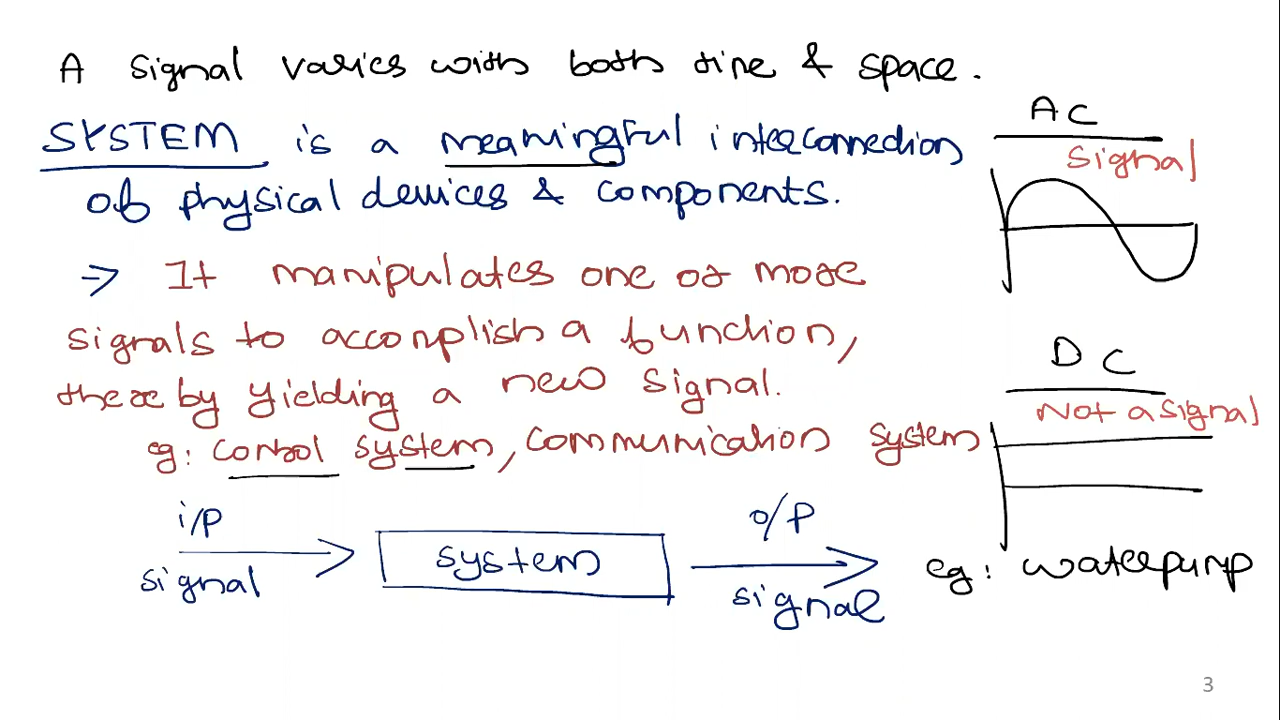 A signal varies with both time & space.
SYSTEM is a meaningful interconnection
of physical devices & components.
→ It manipulates one or more
signals to accomplish a function,
thereby yielding a new signal.
eg: control system, communication system
i/P
signal
system
o/P
signal
AC
signal
DC
Not a signal
eg: waterpump
3